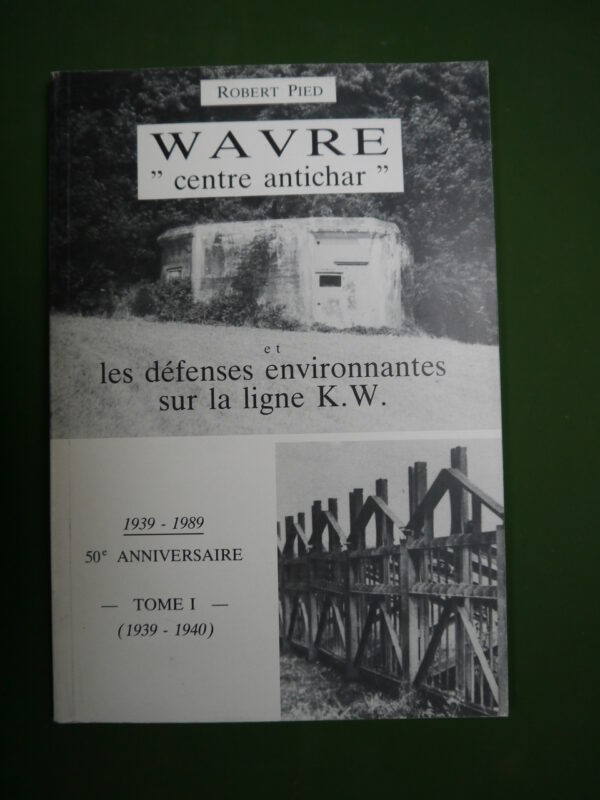 ROBERT PIED
WAVRE
" centre antichar "
et
les défenses environnantes
sur la ligne K.W.
1939 - 1989
50e ANNIVERSAIRE
— TOME I —
(1939 - 1940)